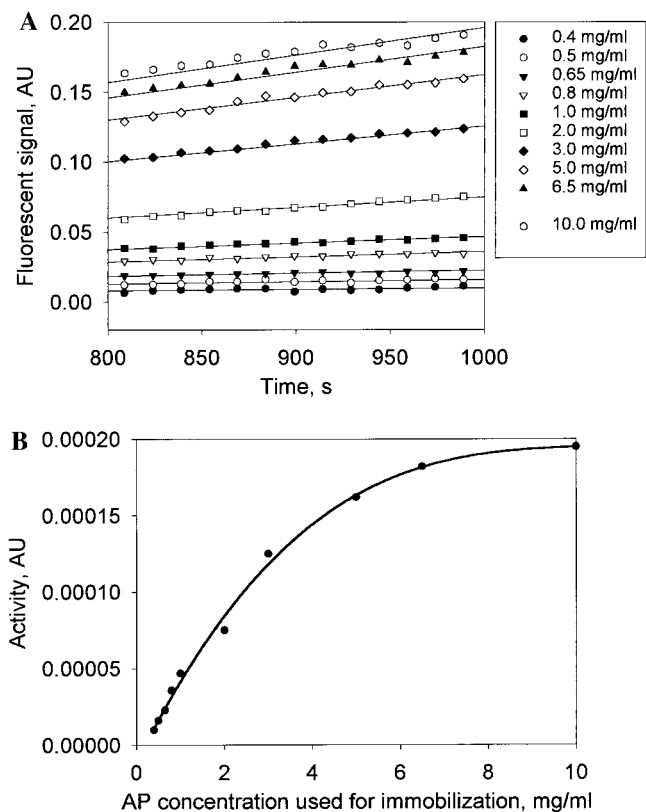 A
0.20
0.15
0.10
0.05
0.00
Fluorescent signal, AU
800 850 900 950 1000
Time, s
0.4 mg/ml
0.5 mg/ml
0.65 mg/ml
0.8 mg/ml
1.0 mg/ml
2.0 mg/ml
3.0 mg/ml
5.0 mg/ml
6.5 mg/ml
10.0 mg/ml
B
0.00020
0.00015
0.00010
0.00005
0.00000
Activity, AU
0 2 4 6 8 10
AP concentration used for immobilization, mg/ml